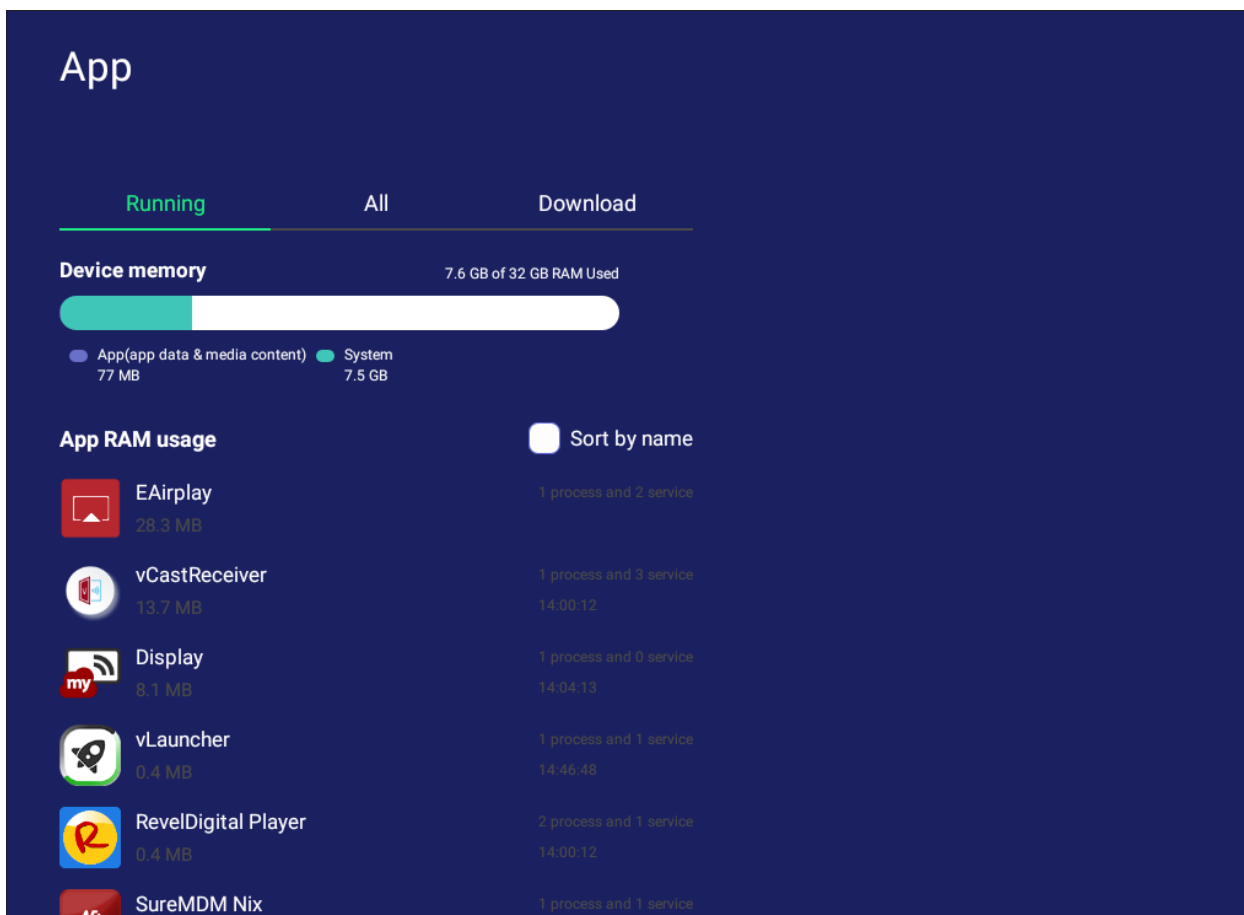 App
Running All Download
Device memory 7.6 GB of 32 GB RAM Used
App(app data & media content) System
77 MB 7.5 GB
App RAM usage Sort by name
EAirplay 1 process and 2 service
28.3 MB
vCastReceiver 1 process and 3 service
13.7 MB 14:00:12
Display 1 process and 0 service
my 8.1 MB 14:04:13
vLauncher 1 process and 1 service
0.4 MB 14:46:48
RevelDigital Player 2 process and 1 service
R 0.4 MB 14:00:12
SureMDM Nix 1 process and 1 service